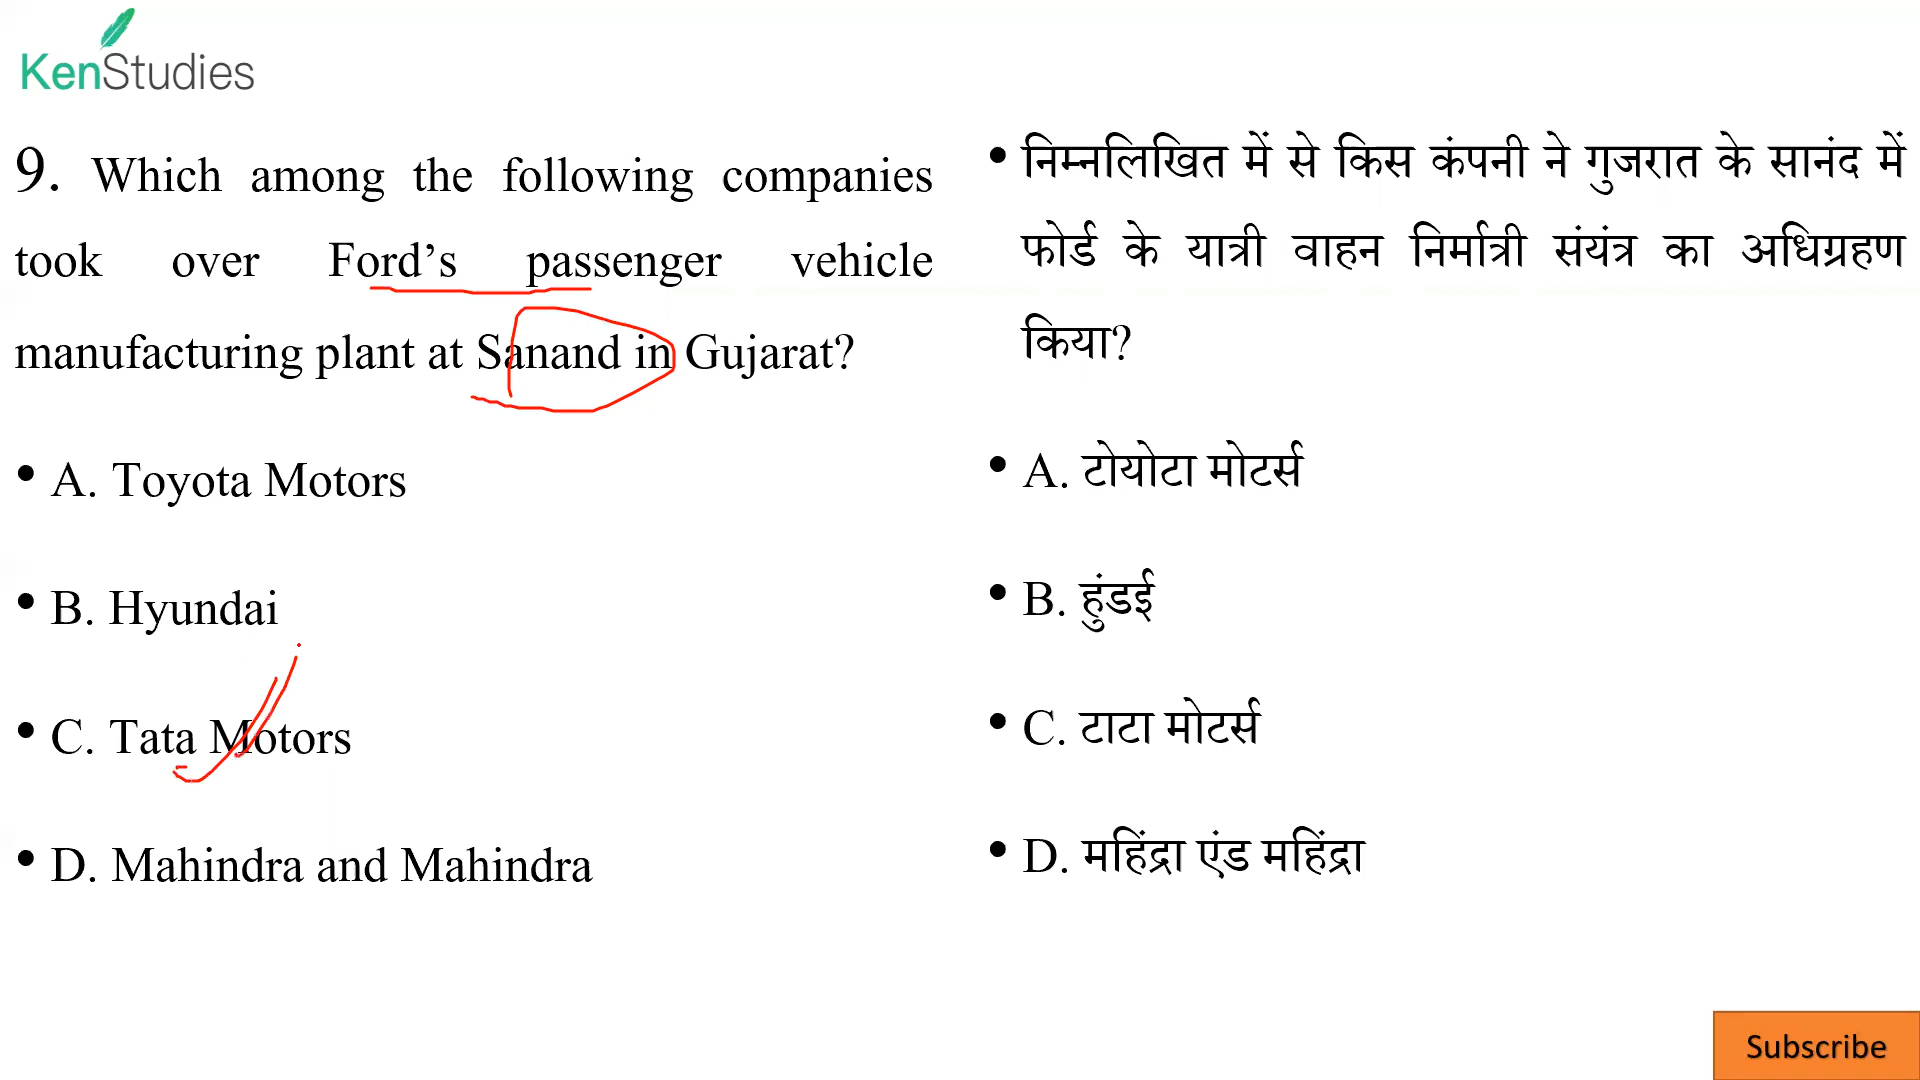 KenStudies
9. Which among the following companies
took over Ford’s passenger vehicle
manufacturing plant at Sanand in Gujarat?
• A. Toyota Motors
• B. Hyundai
• C. Tata Motors
• D. Mahindra and Mahindra
• निम्नलिखित में से किस कंपनी ने गुजरात के सानंद में
फोर्ड के यात्री वाहन निर्मात्री संयंत्र का अधिग्रहण
किया?
• A. टोयोटा मोटर्स
• B. हुंडई
• C. टाटा मोटर्स
• D. महिंद्रा एंड महिंद्रा
Subscribe